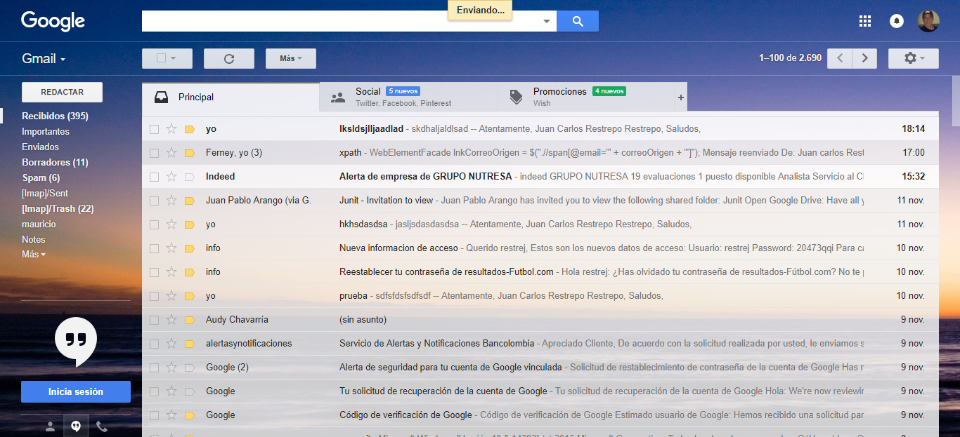 Enviando...
Google
Gmail
Más
1–100 de 2.690
REDACTAR
Recibidos (395)
Importantes
Enviados
Borradores (11)
Spam (6)
[Imap]/Sent
[Imap]/Trash (22)
mauricio
Notes
Más
Inicia sesión
Principal
Social 5 nuevos
Twitter, Facebook, Pinterest
Promociones 4 nuevos
Wish
+
yo lksldsjlljaadlad - skdhaljaldsad -- Atentamente, Juan Carlos Restrepo Restrepo, Saludos, 18:14
Ferney, yo (3) xpath - WebElementFacade lnkCorreoOrigen = $(".//span[@email='" + correoOrigen + "']"); Mensaje reenviado De: Juan carlos Rest 17:00
Indeed Alerta de empresa de GRUPO NUTRESA - indeed GRUPO NUTRESA 19 evaluaciones 1 puesto disponible Analista Servicio al Cl 15:32
Juan Pablo Arango (via G. Junit - Invitation to view - Juan Pablo Arango has invited you to view the following shared folder: Junit Open Google Drive: Have all y 11 nov.
yo hkhsdasdsa - jasljsdasdasdsa -- Atentamente, Juan Carlos Restrepo Restrepo, Saludos, 11 nov.
info Nueva informacion de acceso - Querido restrej, Estos son los nuevos datos de acceso: Usuario: restrej Password: 20473qql Para ca 10 nov.
info Reestablecer tu contraseña de resultados-Futbol.com - Hola restrej: ¿Has olvidado tu contraseña de resultados-Fútbol.com? No te p 10 nov.
yo prueba - sdfsfdsfsdfsdf -- Atentamente, Juan Carlos Restrepo Restrepo, Saludos, 10 nov.
Audy Chavarría (sin asunto) 9 nov.
alertasynotificaciones Servicio de Alertas y Notificaciones Bancolombia - Apreciado Cliente, De acuerdo con la solicitud realizada por usted, le enviamos s 9 nov.
Google (2) Alerta de seguridad para tu cuenta de Google vinculada - Solicitud de restablecimiento de contraseña de la cuenta de Google Has r 9 nov.
Google Tu solicitud de recuperación de la cuenta de Google - Tu solicitud de recuperación de la cuenta de Google Hola: We're now reviewin 9 nov.
Google Código de verificación de Google - Código de verificación de Google Estimado usuario de Google: Hemos recibido una solicitud par 9 nov.